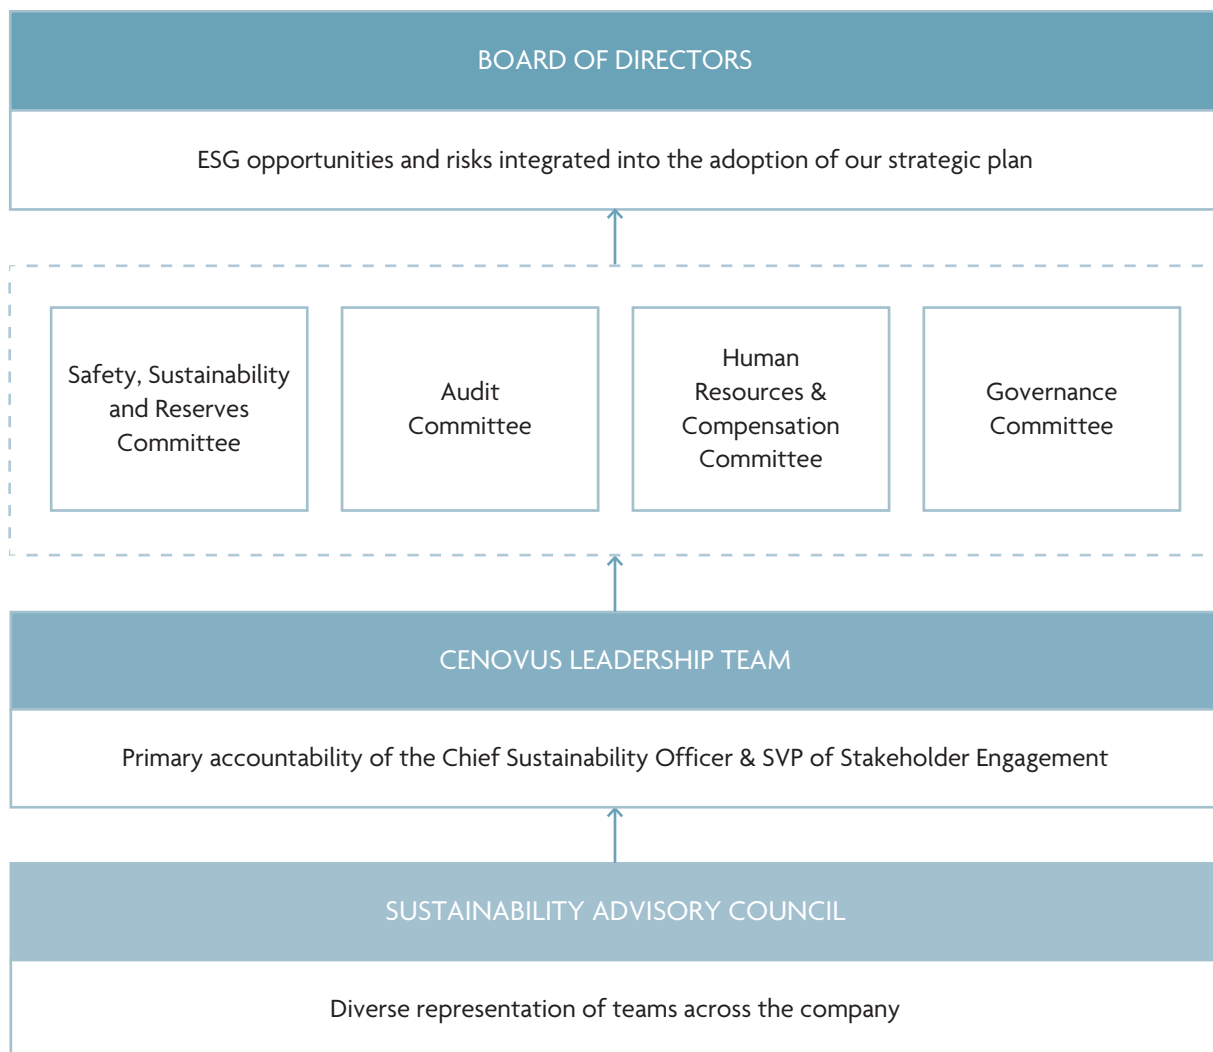 BOARD OF DIRECTORS
ESG opportunities and risks integrated into the adoption of our strategic plan
Safety, Sustainability
and Reserves
Committee
Audit
Committee
Human
Resources &
Compensation
Committee
Governance
Committee
CENOVUS LEADERSHIP TEAM
Primary accountability of the Chief Sustainability Officer & SVP of Stakeholder Engagement
SUSTAINABILITY ADVISORY COUNCIL
Diverse representation of teams across the company